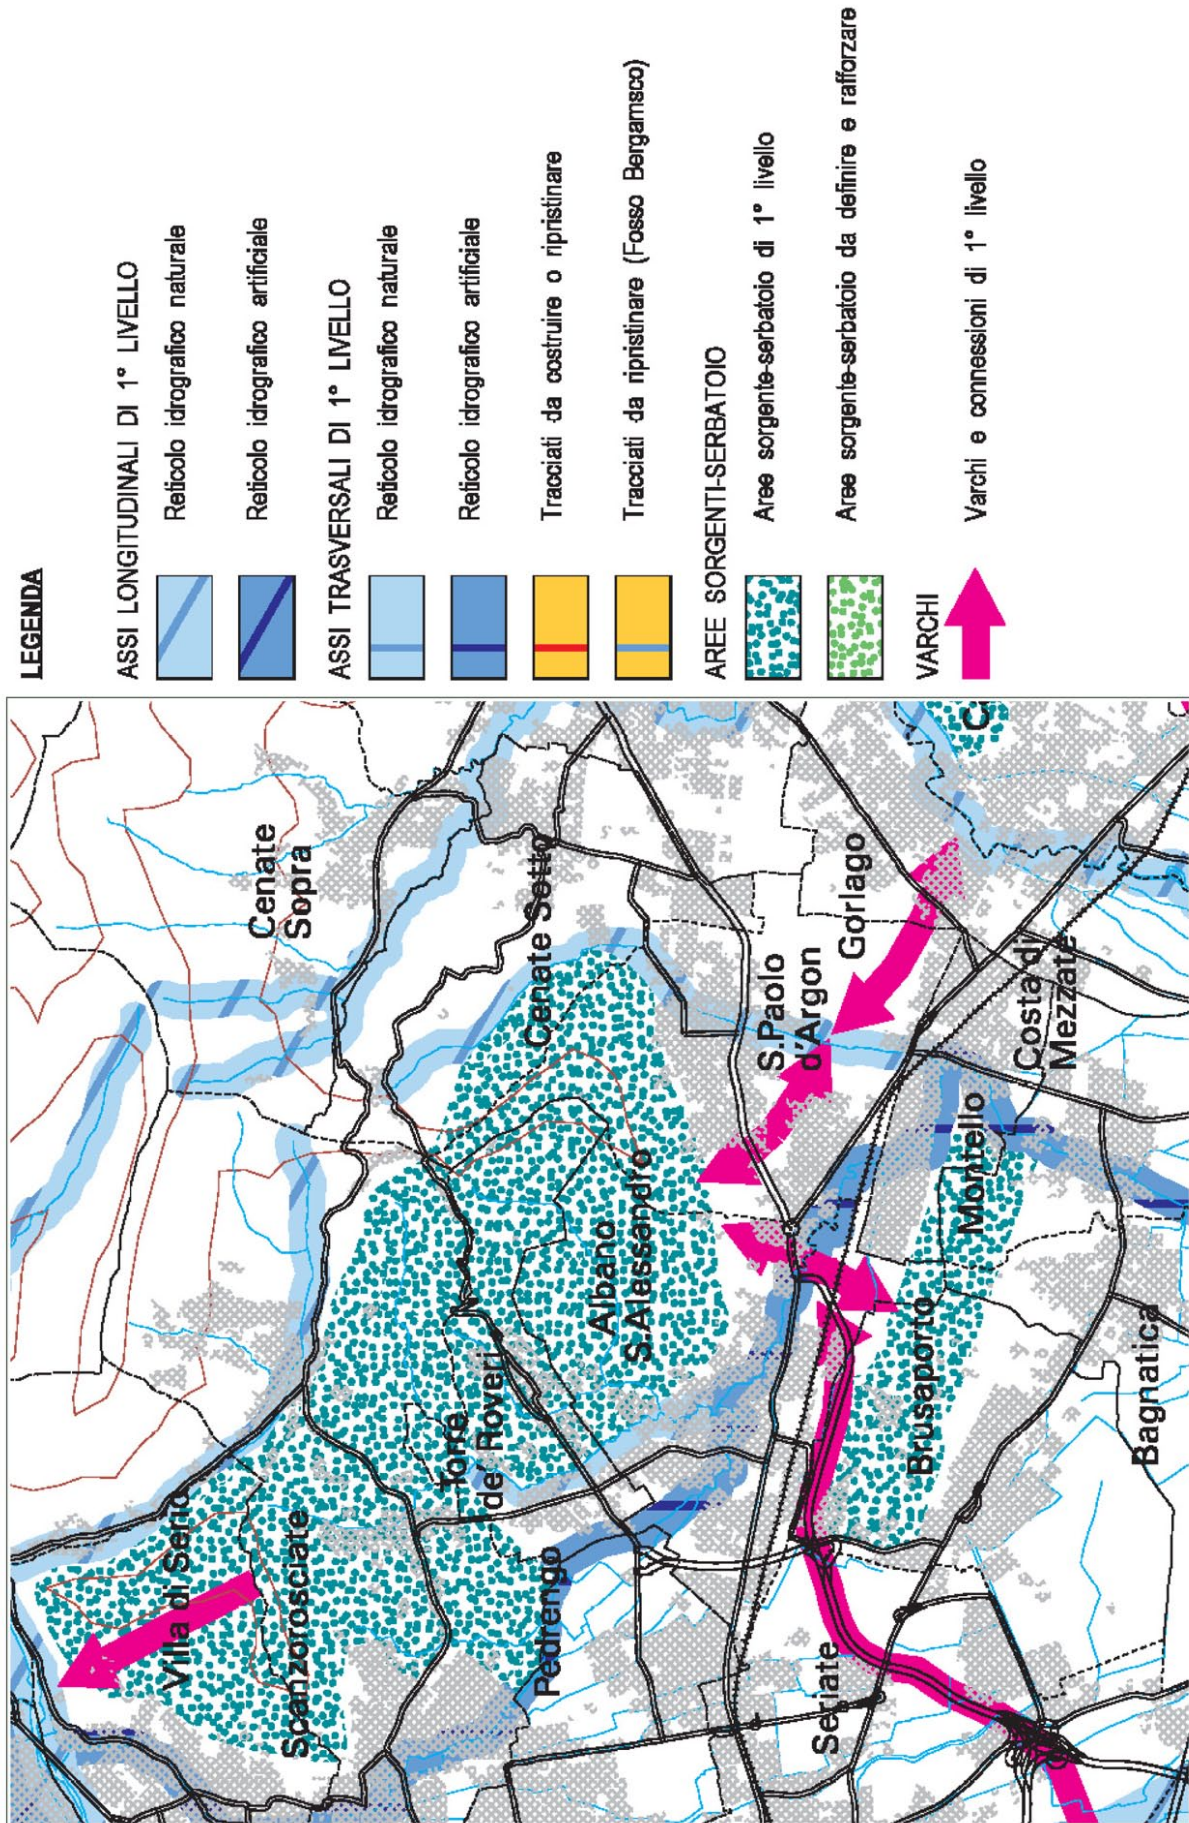 LEGENDA
ASSI LONGITUDINALI DI 1° LIVELLO
Reticolo idrografico naturale
Reticolo idrografico artificiale
ASSI TRASVERSALI DI 1° LIVELLO
Reticolo idrografico naturale
Reticolo idrografico artificiale
Tracciati da costruire o ripristinare
Tracciati da ripristinare (Fosso Bergamsco)
AREE SORGENTI-SERBATOIO
Aree sorgente-serbatoio di 1° livello
Aree sorgente-serbatoio da definire e rafforzare
VARCHI
Varchi e connessioni di 1° livello
Villa di Serio
Scanzorosciate
Cenate
Sopra
Torre
de' Roveri
Pedrengo
Cenate Sotto
Albano
S.Alessandro
S.Paolo
d'Argon
Gorlago
Seriate
Brusaporto
Montello
Costa di
Mezzate
Bagnatica